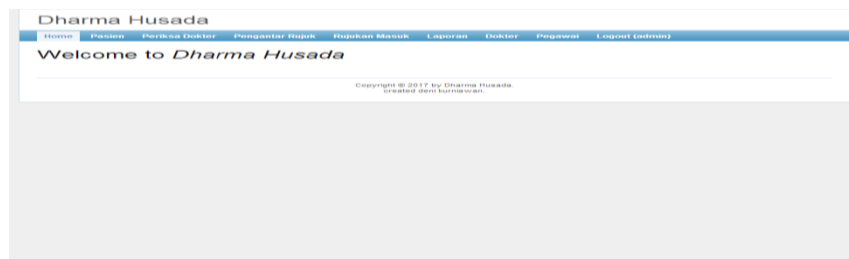 Dharma Husada
Home Pasien Periksa Dokter Pengantar Rujuk Rujukan Masuk Laporan Dokter Pegawai Logout (admin)
Welcome to Dharma Husada
Copyright © 2017 by Dharma Husada.
created deni kurniawan.